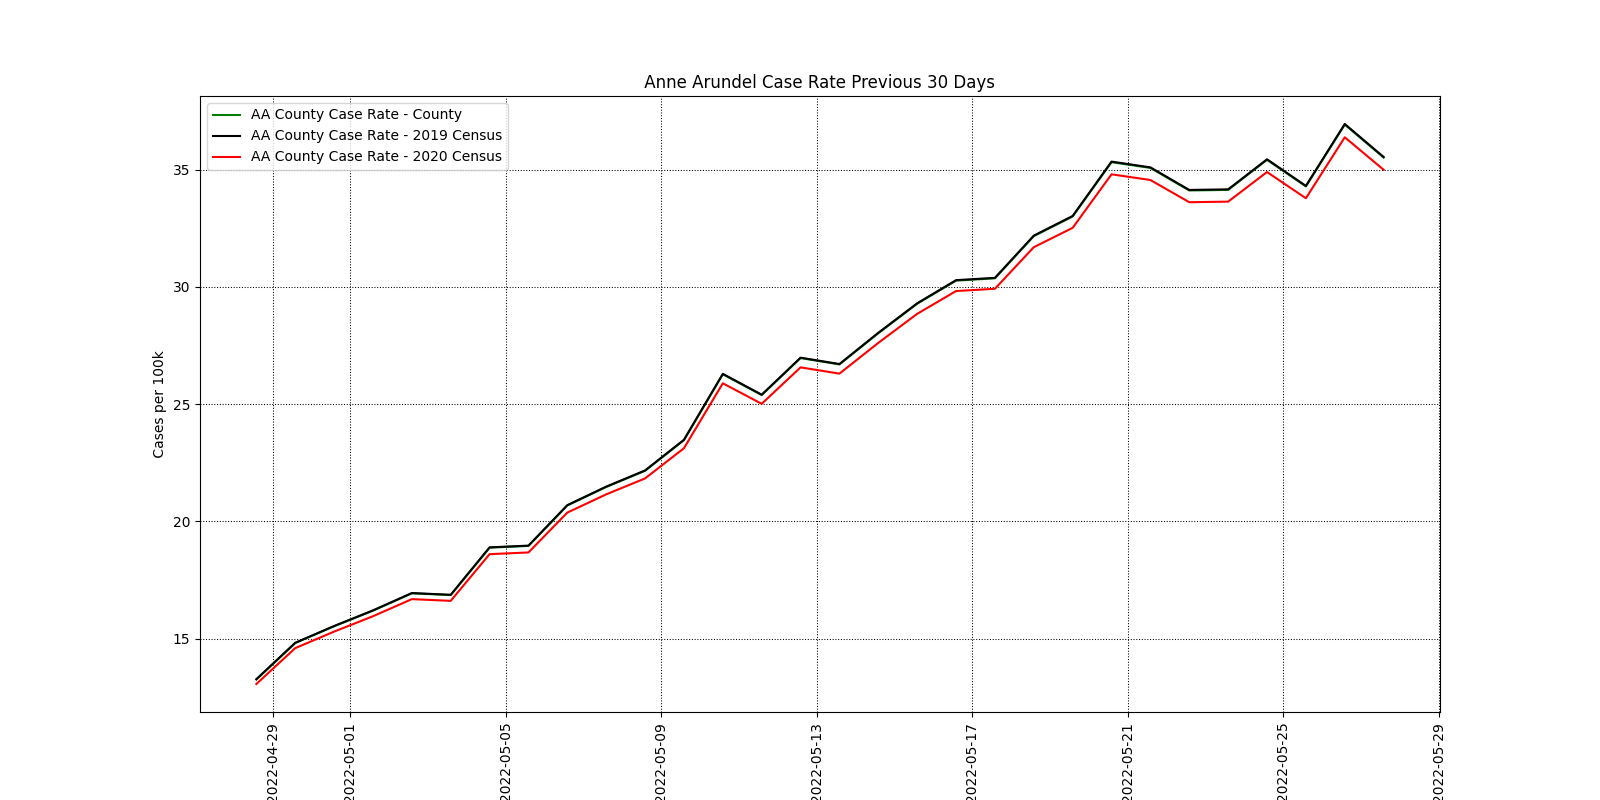 Anne Arundel Case Rate Previous 30 Days
AA County Case Rate - County
AA County Case Rate - 2019 Census
AA County Case Rate - 2020 Census
Cases per 100k
35
30
25
20
15
2022-04-29
2022-05-01
2022-05-05
2022-05-09
2022-05-13
2022-05-17
2022-05-21
2022-05-25
2022-05-29